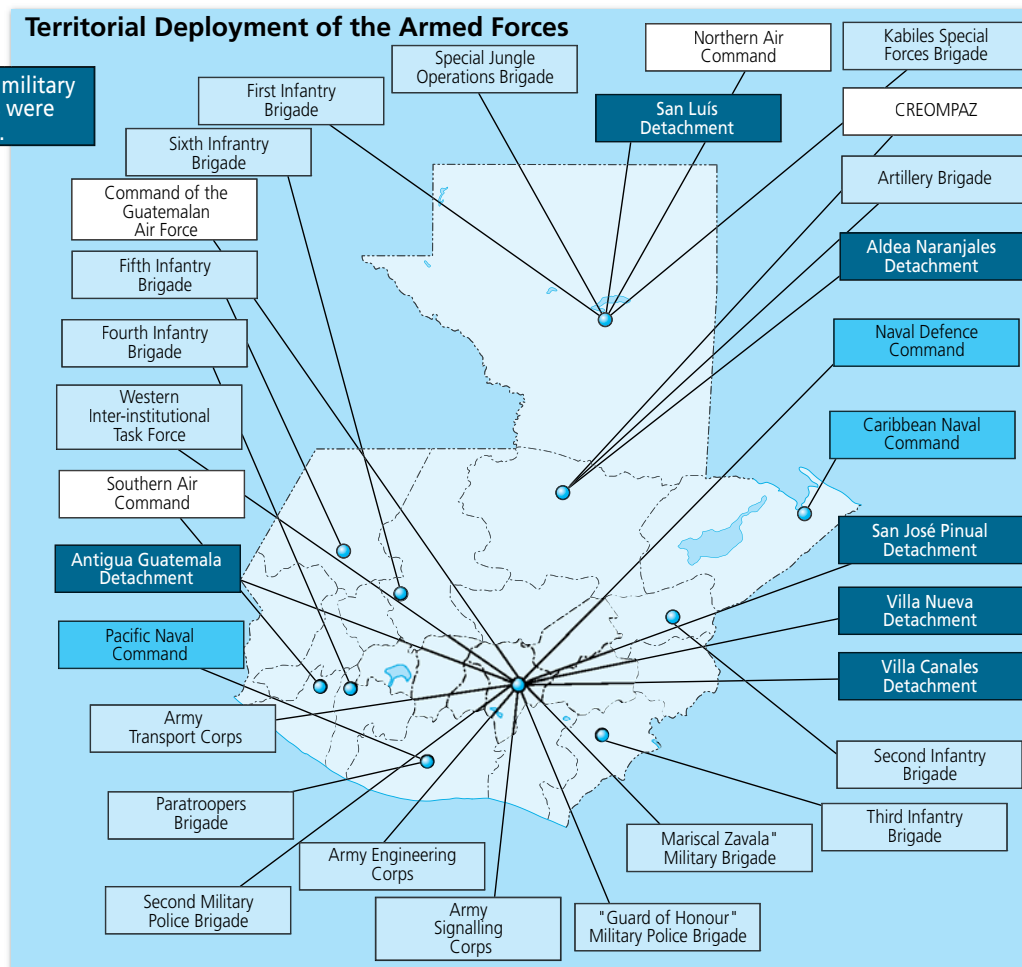 Territorial Deployment of the Armed Forces
military
were
.
First Infantry
Brigade
Special Jungle
Operations Brigade
Northern Air
Command
Kabiles Special
Forces Brigade
San Luís
Detachment
CREOMPAZ
Sixth Infrantry
Brigade
Artillery Brigade
Command of the
Guatemalan
Air Force
Aldea Naranjales
Detachment
Fifth Infantry
Brigade
Fourth Infantry
Brigade
Naval Defence
Command
Western
Inter-institutional
Task Force
Caribbean Naval
Command
Southern Air
Command
San José Pinual
Detachment
Antigua Guatemala
Detachment
Villa Nueva
Detachment
Pacific Naval
Command
Villa Canales
Detachment
Army
Transport Corps
Second Infantry
Brigade
Paratroopers
Brigade
Third Infantry
Brigade
Mariscal Zavala"
Military Brigade
Army Engineering
Corps
Second Military
Police Brigade
Army
Signalling
Corps
"Guard of Honour"
Military Police Brigade